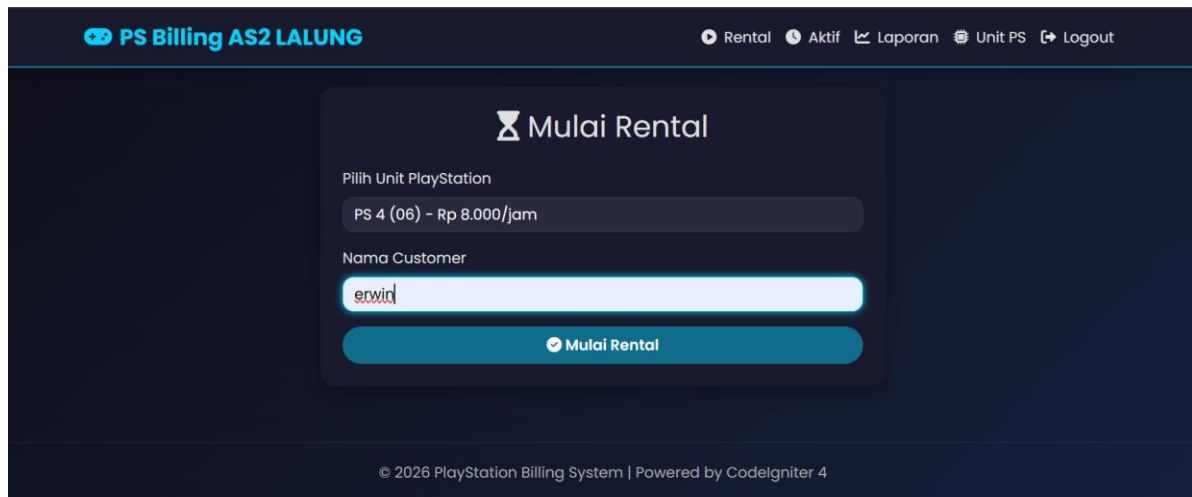 PS Billing AS2 LALUNG
Rental Aktif Laporan Unit PS Logout
Mulai Rental
Pilih Unit PlayStation
PS 4 (06) - Rp 8.000/jam
Nama Customer
erwin
Mulai Rental
© 2026 PlayStation Billing System | Powered by CodeIgniter 4